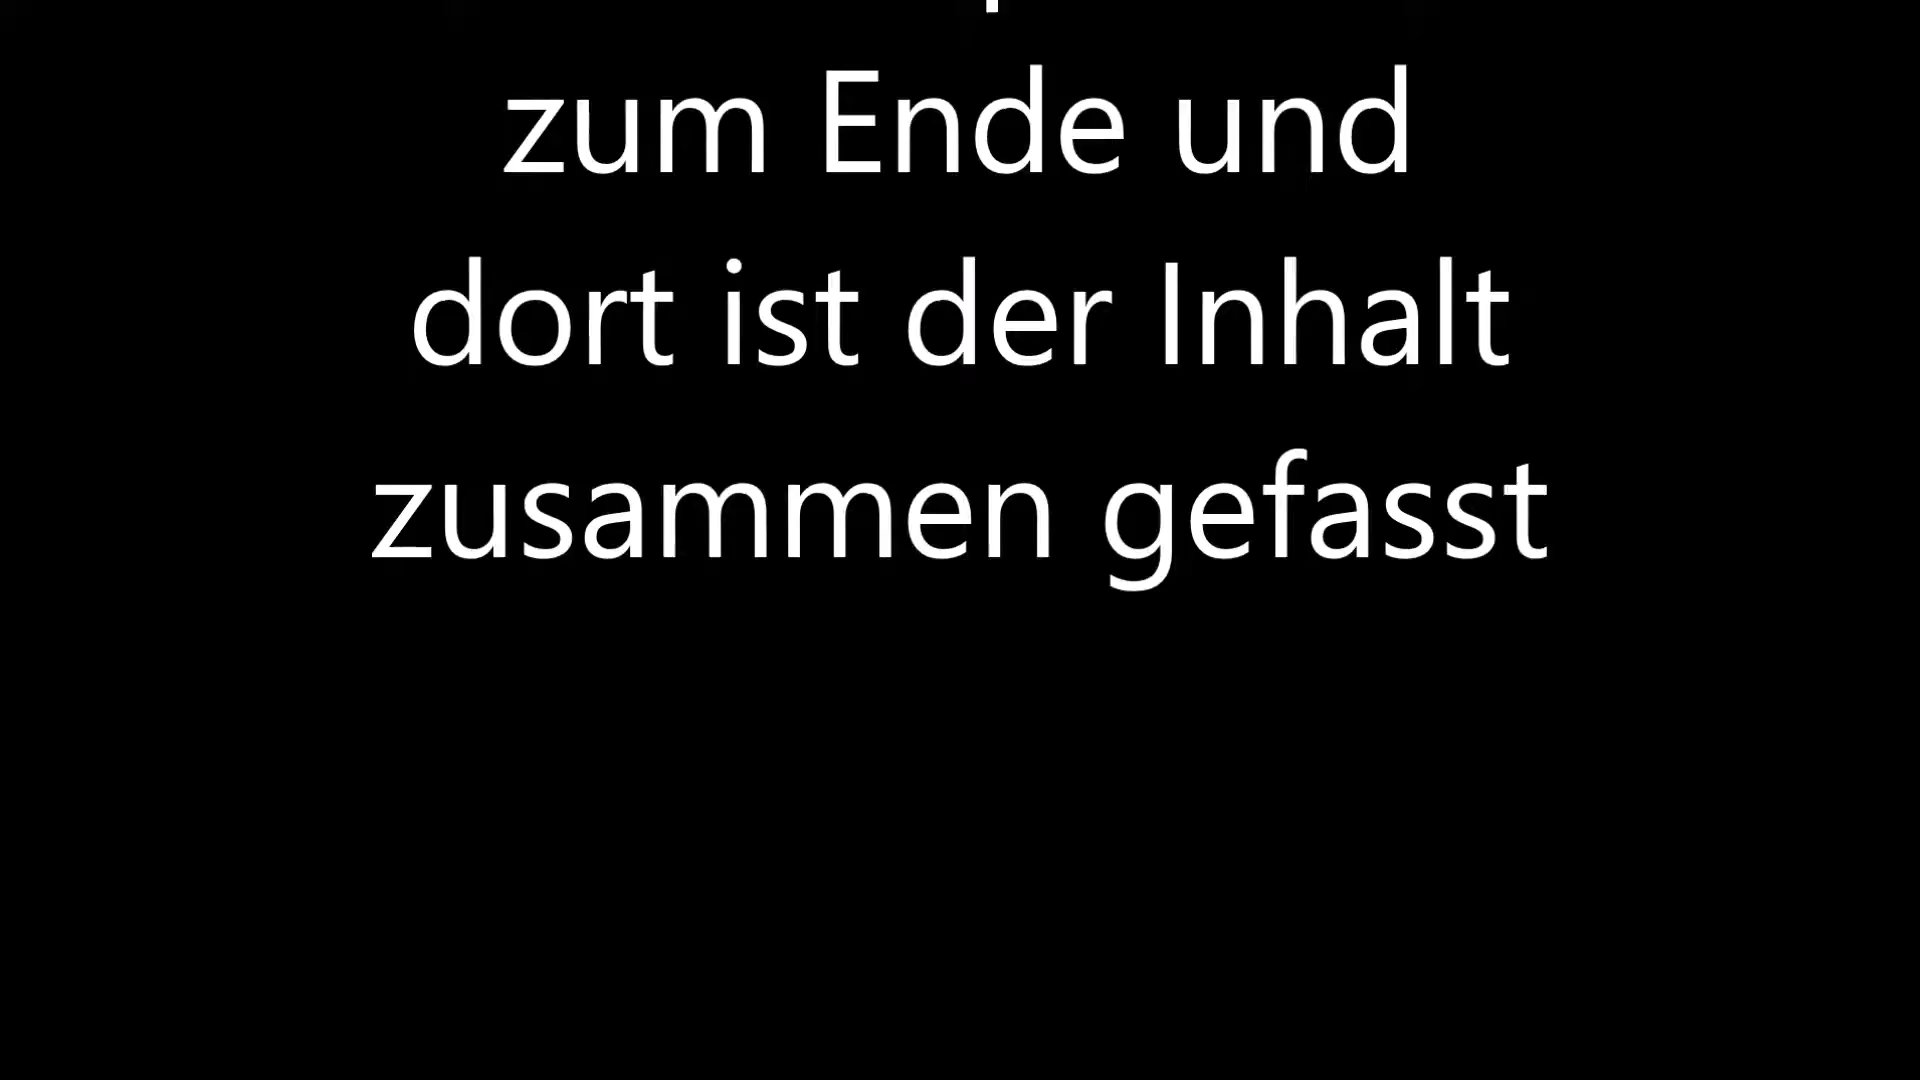 zum Ende und
dort ist der Inhalt
zusammen gefasst